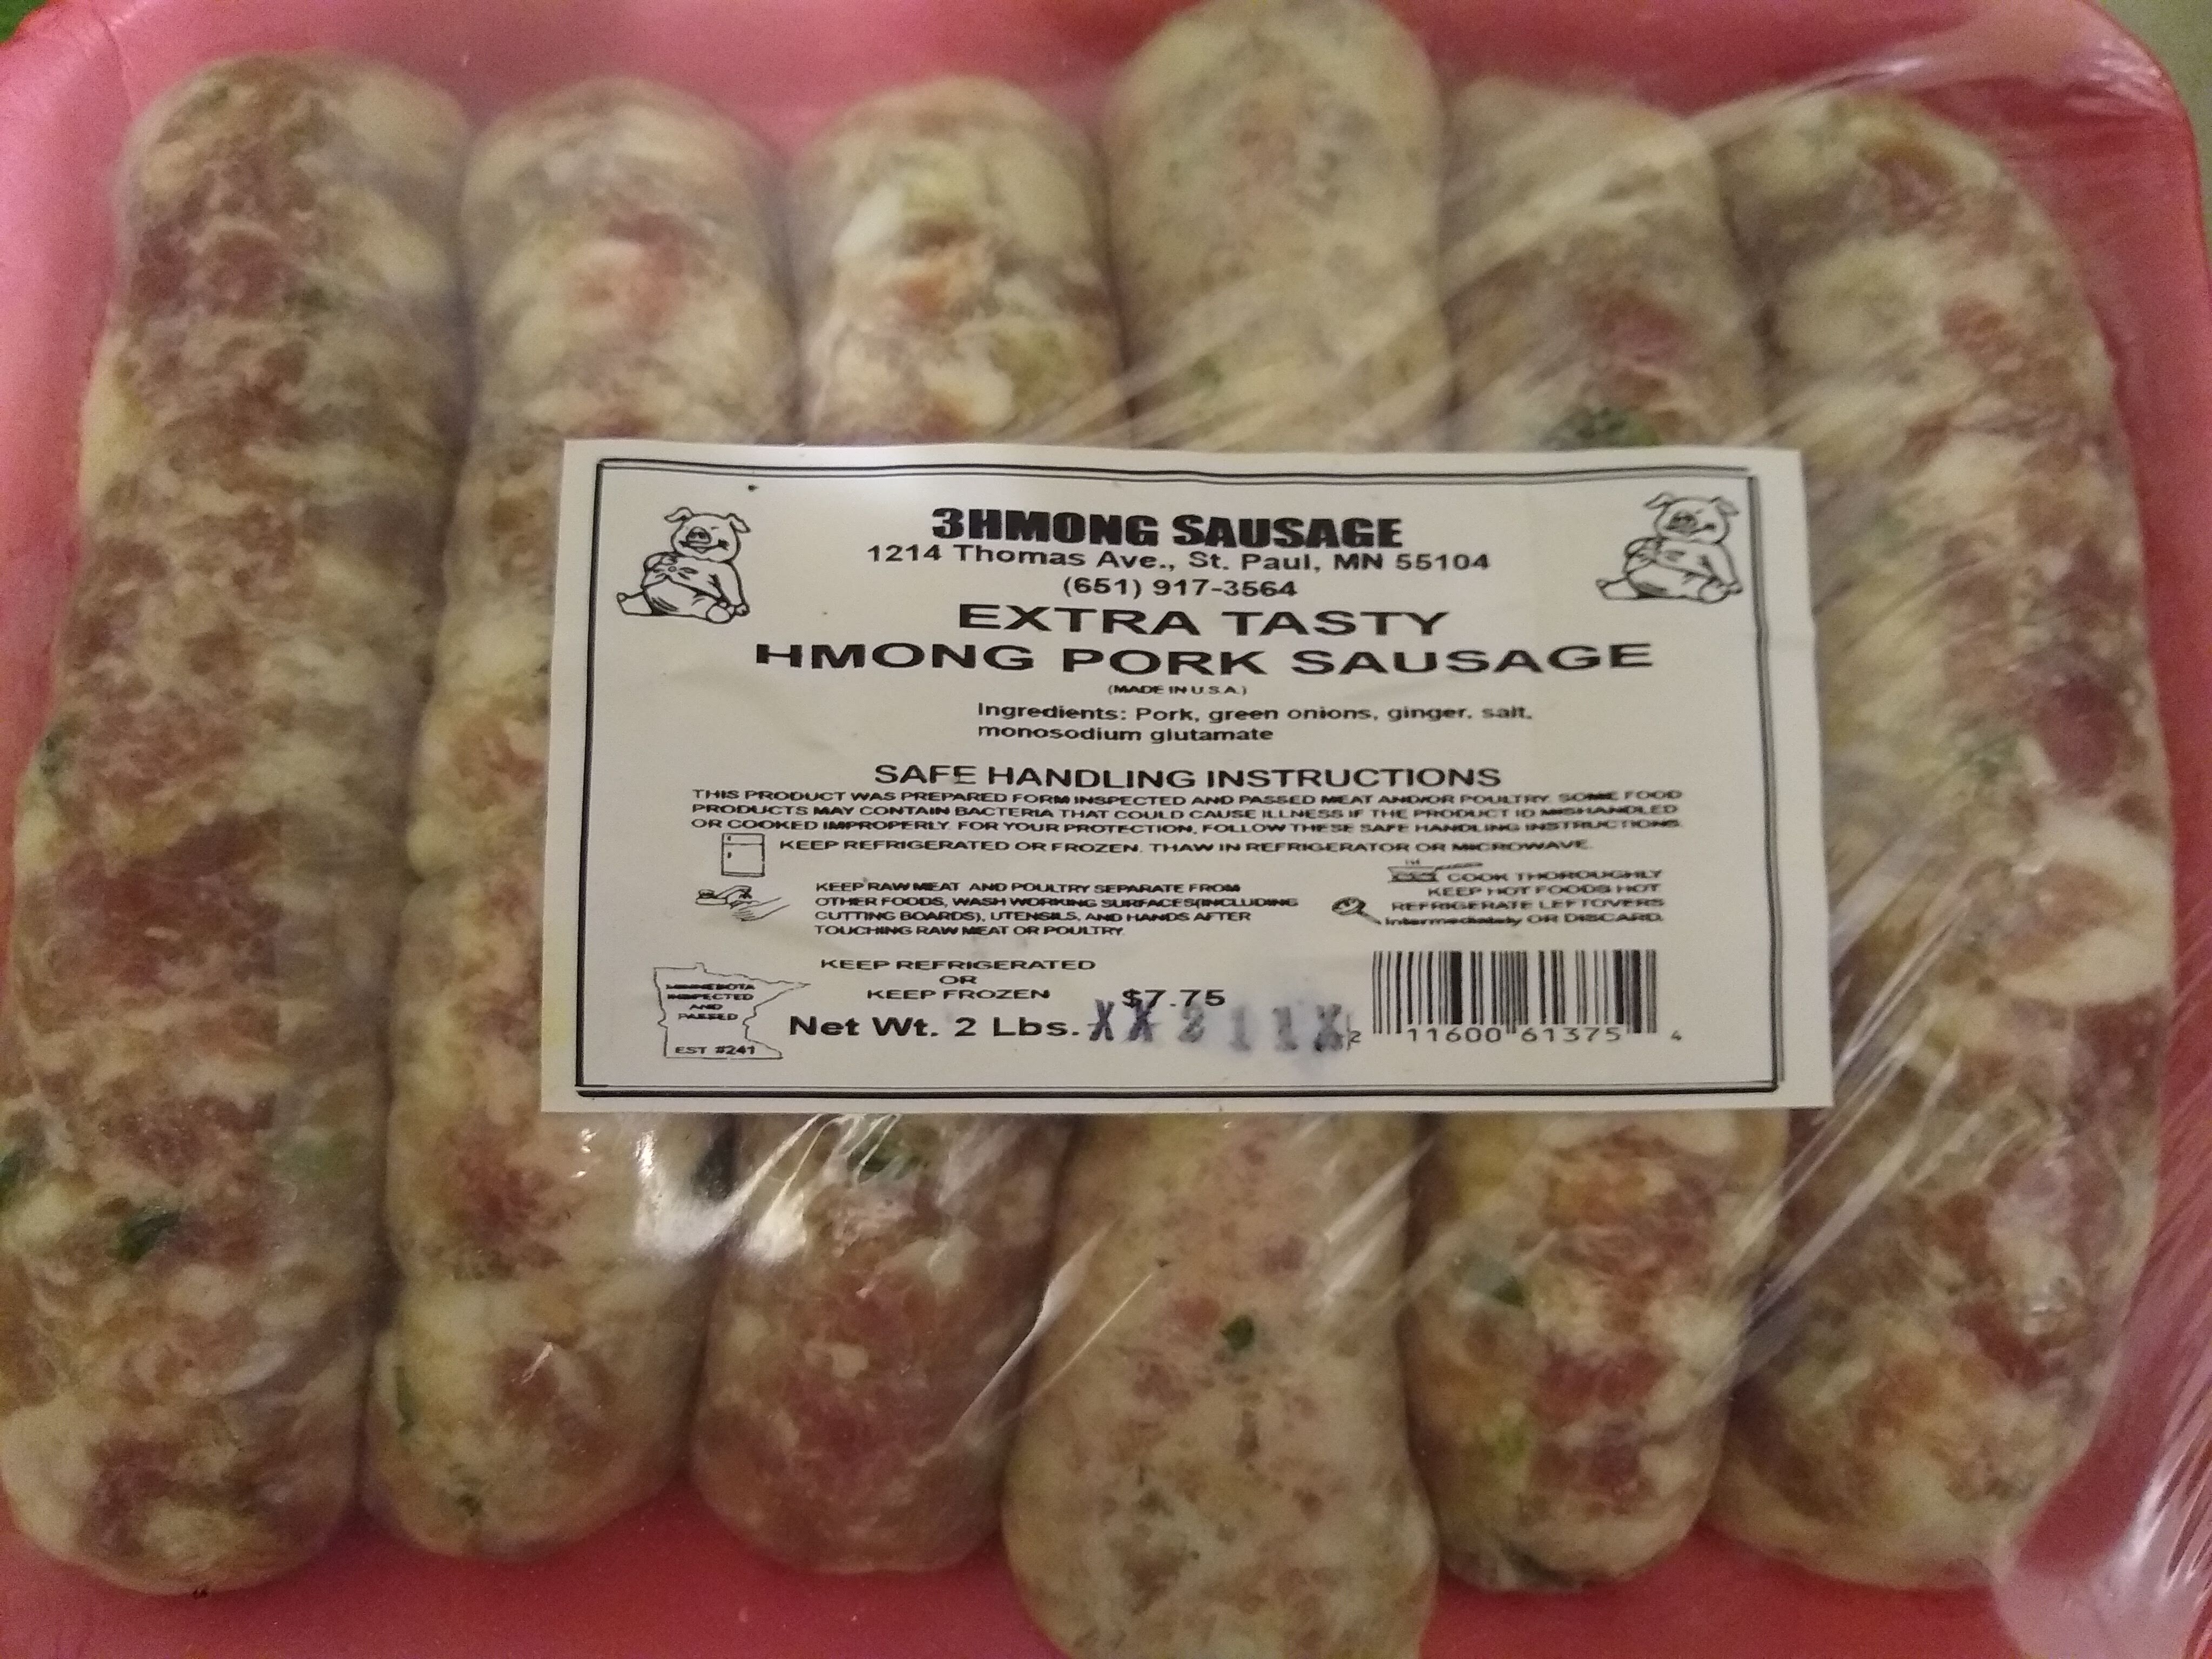 3HMONG SAUSAGE
1214 Thomas Ave., St. Paul, MN 55104
(651) 917-3564
EXTRA TASTY
HMONG PORK SAUSAGE
(MADE IN U.S.A.)
Ingredients: Pork, green onions, ginger, salt,
monosodium glutamate
SAFE HANDLING INSTRUCTIONS
THIS PRODUCT WAS PREPARED FORM INSPECTED AND PASSED MEAT AND/OR POULTRY. SOME FOOD
PRODUCTS MAY CONTAIN BACTERIA THAT COULD CAUSE ILLNESS IF THE PRODUCT ID MISHANDLED
OR COOKED IMPROPERLY. FOR YOUR PROTECTION, FOLLOW THESE SAFE HANDLING INSTRUCTIONS.
KEEP REFRIGERATED OR FROZEN. THAW IN REFRIGERATOR OR MICROWAVE.
KEEP RAW MEAT AND POULTRY SEPARATE FROM
OTHER FOODS, WASH WORKING SURFACES(INCLUDING
CUTTING BOARDS), UTENSILS, AND HANDS AFTER
TOUCHING RAW MEAT OR POULTRY.
COOK THOROUGHLY
KEEP HOT FOODS HOT
REFRIGERATE LEFTOVERS
intermediately OR DISCARD.
MINNESOTA
INSPECTED
AND
PASSED
EST #241
KEEP REFRIGERATED
OR
KEEP FROZEN
$7.75
Net Wt. 2 Lbs.
2 11600 61375 4